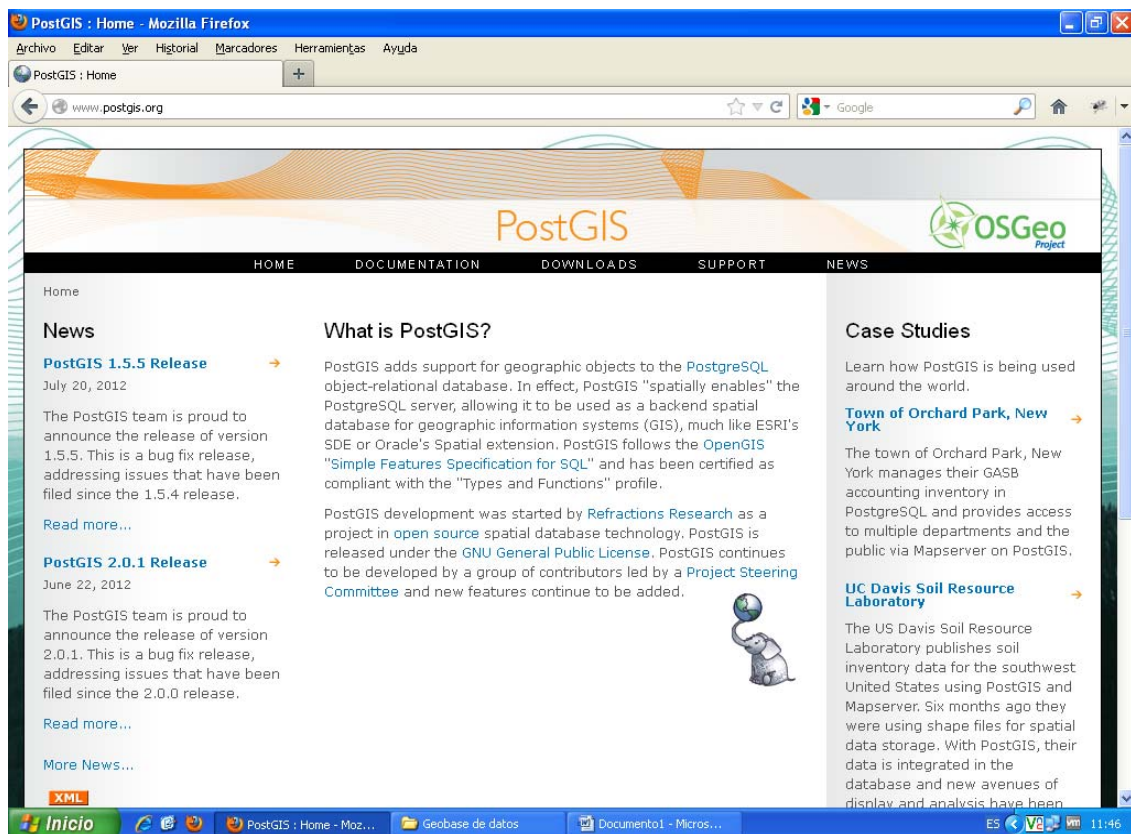 PostGIS : Home - Mozilla Firefox
Archivo Editar Ver Historial Marcadores Herramientas Ayuda
PostGIS : Home
www.postgis.org
Google
PostGIS
OSGeo
Project
HOME DOCUMENTATION DOWNLOADS SUPPORT NEWS
Home
News
PostGIS 1.5.5 Release
July 20, 2012
The PostGIS team is proud to
announce the release of version
1.5.5. This is a bug fix release,
addressing issues that have been
filed since the 1.5.4 release.
Read more...
PostGIS 2.0.1 Release
June 22, 2012
The PostGIS team is proud to
announce the release of version
2.0.1. This is a bug fix release,
addressing issues that have been
filed since the 2.0.0 release.
Read more...
More News...
XML
What is PostGIS?
PostGIS adds support for geographic objects to the PostgreSQL
object-relational database. In effect, PostGIS "spatially enables" the
PostgreSQL server, allowing it to be used as a backend spatial
database for geographic information systems (GIS), much like ESRI's
SDE or Oracle's Spatial extension. PostGIS follows the OpenGIS
"Simple Features Specification for SQL" and has been certified as
compliant with the "Types and Functions" profile.
PostGIS development was started by Refractions Research as a
project in open source spatial database technology. PostGIS is
released under the GNU General Public License. PostGIS continues
to be developed by a group of contributors led by a Project Steering
Committee and new features continue to be added.
Case Studies
Learn how PostGIS is being used
around the world.
Town of Orchard Park, New
York
The town of Orchard Park, New
York manages their GASB
accounting inventory in
PostgreSQL and provides access
to multiple departments and the
public via Mapserver on PostGIS.
UC Davis Soil Resource
Laboratory
The US Davis Soil Resource
Laboratory publishes soil
inventory data for the southwest
United States using PostGIS and
Mapserver. Six months ago they
were using shape files for spatial
data storage. With PostGIS, their
data is integrated in the
database and new avenues of
display and analysis have been
Inicio
PostGIS : Home - Moz...
Geobase de datos
Documento1 - Micros...
ES
11:46